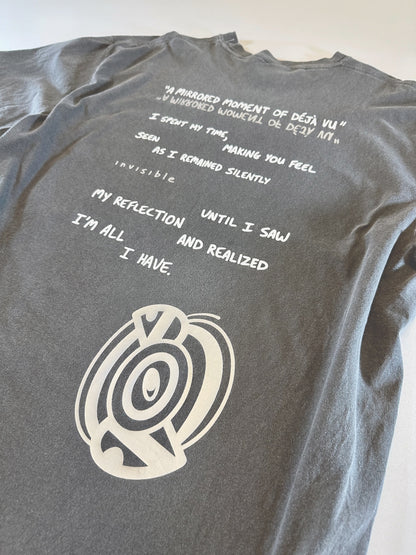 "A MIRRORED MOMENT OF DÉJÀ VU"
"A MIRRORED MOMENT OF DÉJÀ VU"
I SPENT MY TIME, MAKING YOU FEEL
SEEN AS I REMAINED SILENTLY
invisible
MY REFLECTION UNTIL I SAW
I'M ALL AND REALIZED
I HAVE.